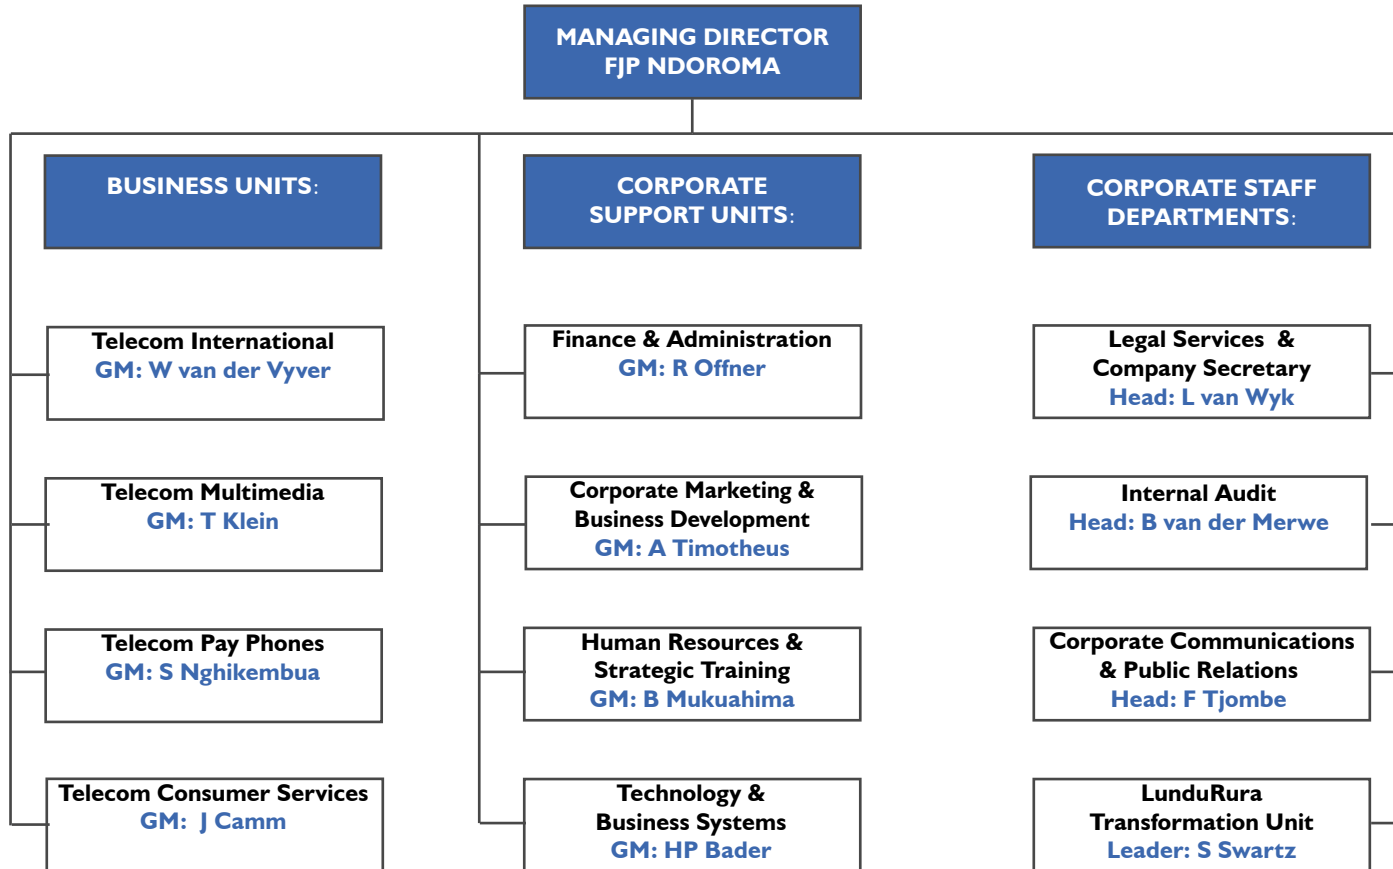 MANAGING DIRECTOR
FJP NDOROMA
BUSINESS UNITS:
CORPORATE
SUPPORT UNITS:
CORPORATE STAFF
DEPARTMENTS:
Telecom International
GM: W van der Vyver
Finance & Administration
GM: R Offner
Legal Services &
Company Secretary
Head: L van Wyk
Telecom Multimedia
GM: T Klein
Corporate Marketing &
Business Development
GM: A Timotheus
Internal Audit
Head: B van der Merwe
Telecom Pay Phones
GM: S Nghikembua
Human Resources &
Strategic Training
GM: B Mukuahima
Corporate Communications
& Public Relations
Head: F Tjombe
Telecom Consumer Services
GM: J Camm
Technology &
Business Systems
GM: HP Bader
LunduRura
Transformation Unit
Leader: S Swartz